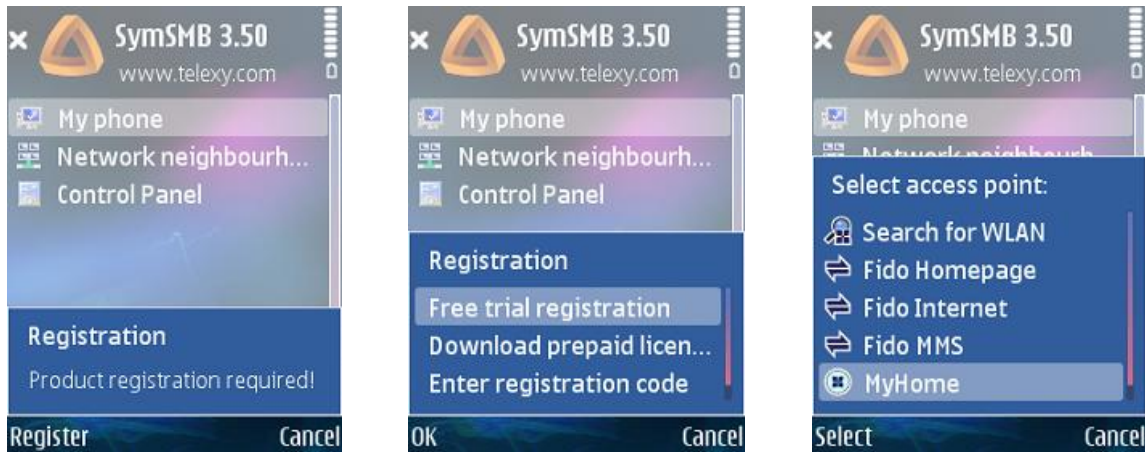 SymSMB 3.50
www.telexy.com
My phone
Network neighbourh...
Control Panel
Registration
Product registration required!
Register Cancel
SymSMB 3.50
www.telexy.com
My phone
Network neighbourh...
Control Panel
Registration
Free trial registration
Download prepaid licen...
Enter registration code
OK Cancel
SymSMB 3.50
www.telexy.com
My phone
Network neighbourh
Select access point:
Search for WLAN
Fido Homepage
Fido Internet
Fido MMS
MyHome
Select Cancel